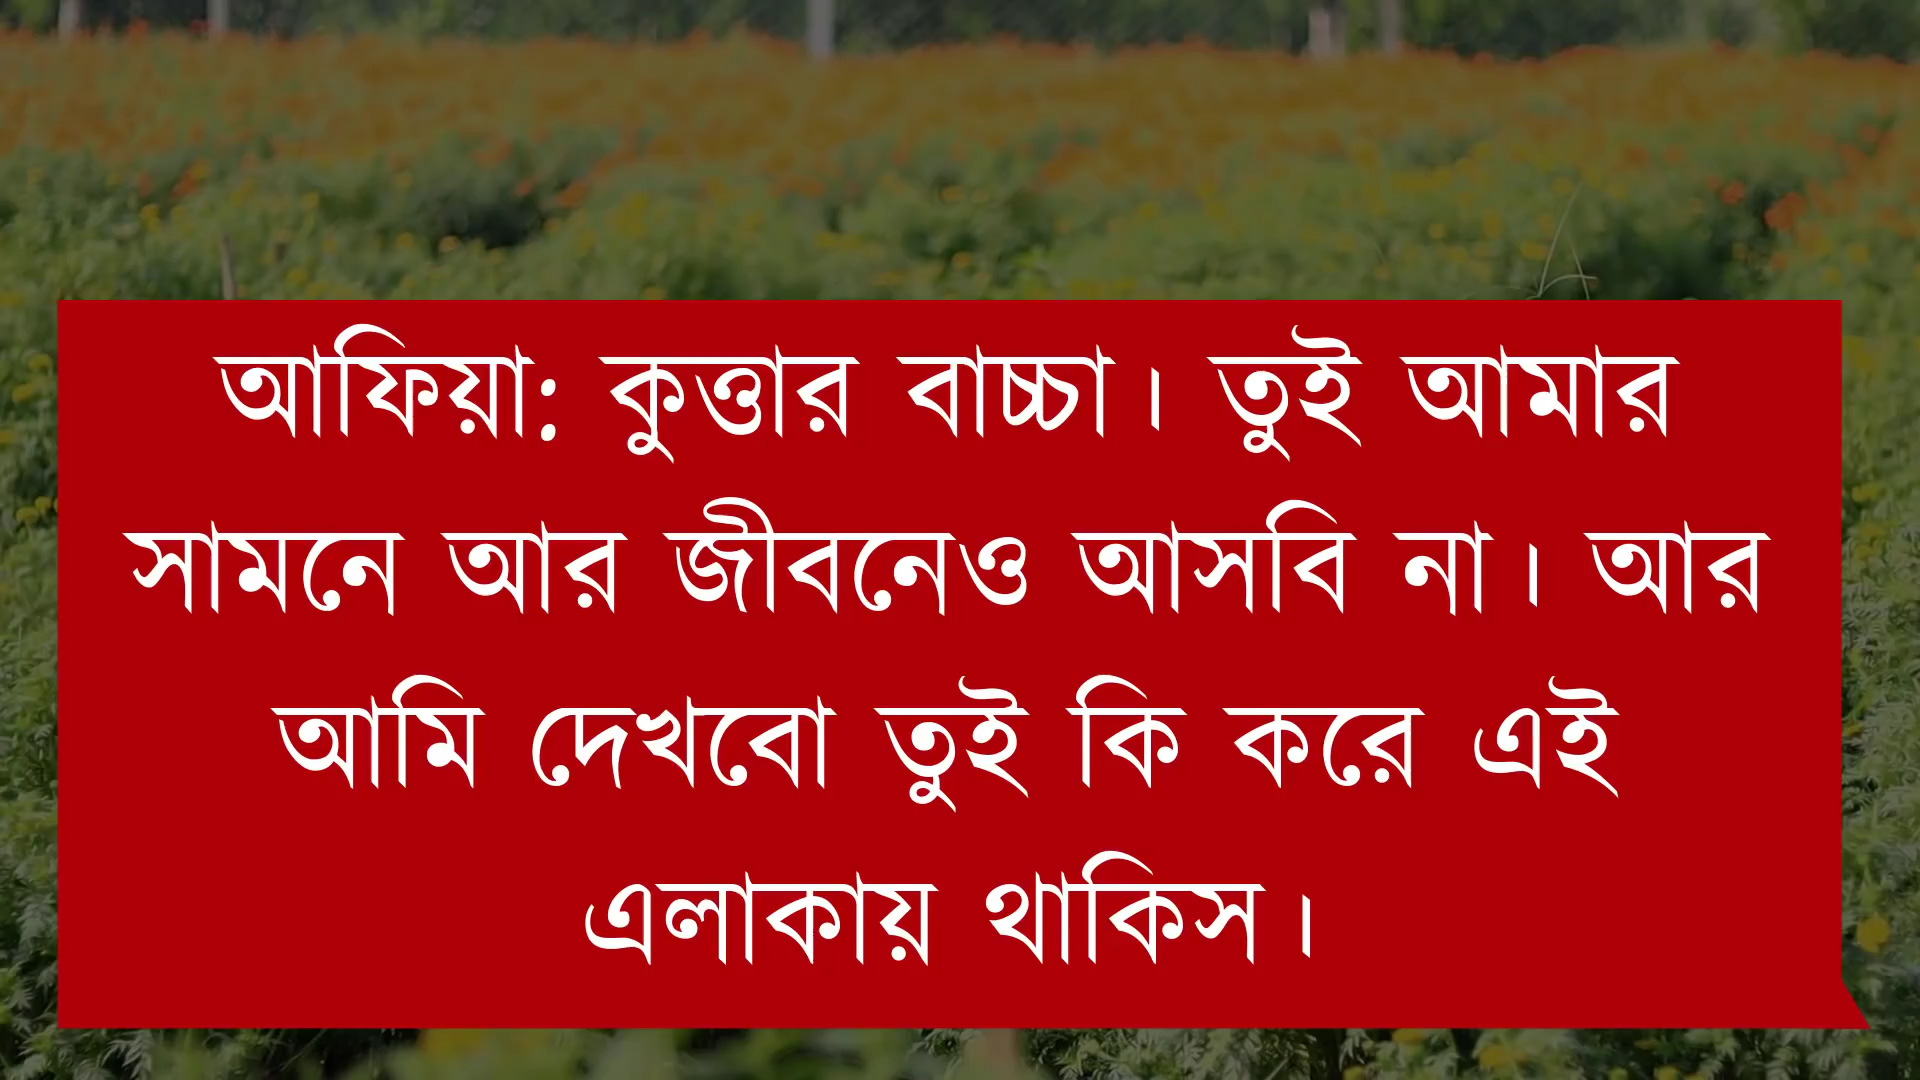 আফিয়া: কুত্তার বাচ্চা। তুই আমার
সামনে আর জীবনেও আসবি না। আর
আমি দেখবো তুই কি করে এই
এলাকায় থাকিস।